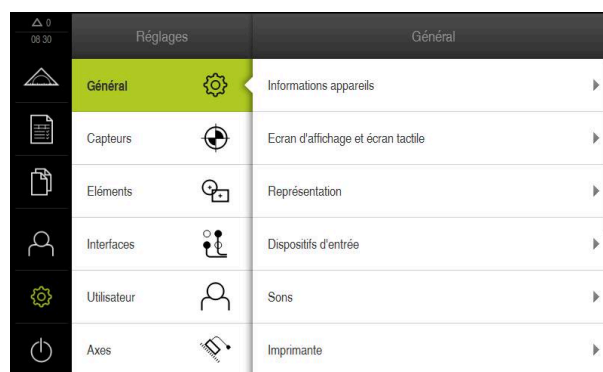 0
08:30
Réglages
Général
Général
Informations appareils
Capteurs
Ecran d'affichage et écran tactile
Eléments
Représentation
Interfaces
Dispositifs d'entrée
Utilisateur
Sons
Axes
Imprimante